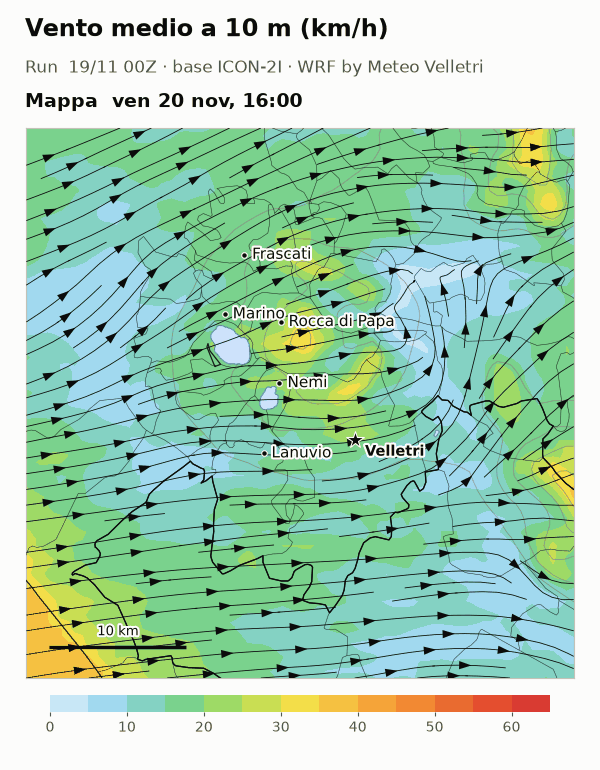 Vento medio a 10 m (km/h)
Run 19/11 00Z · base ICON-2I · WRF by Meteo Velletri
Mappa ven 20 nov, 16:00
Frascati
Marino
Rocca di Papa
Nemi
Velletri
Lanuvio
10 km
0 10 20 30 40 50 60